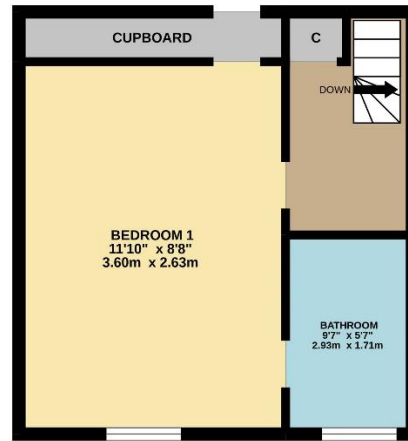 CUPBOARD
C
DOWN
BEDROOM 1
11'10" x 8'8"
3.60m x 2.63m
BATHROOM
9'7" x 5'7"
2.93m x 1.71m